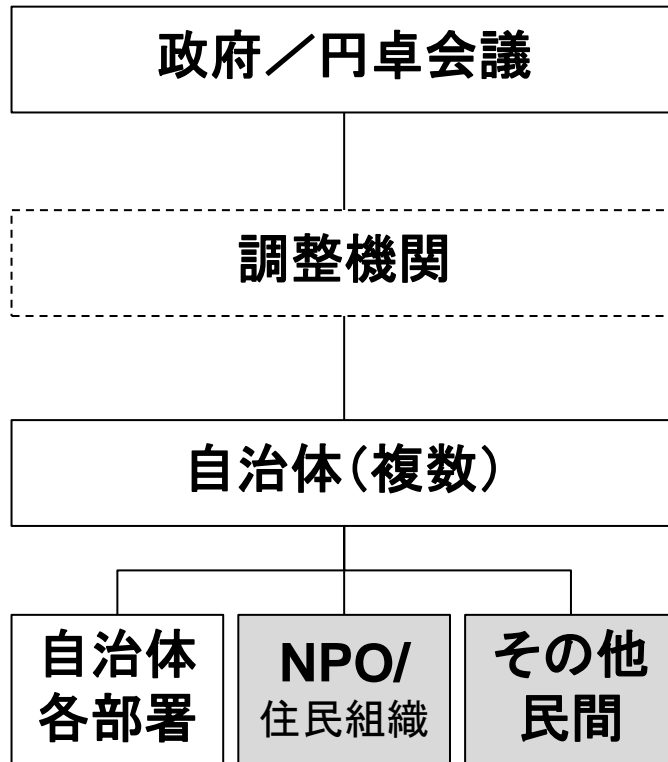 政府／円卓会議
調整機関
自治体（複数）
自治体
各部署
NPO/
住民組織
その他
民間